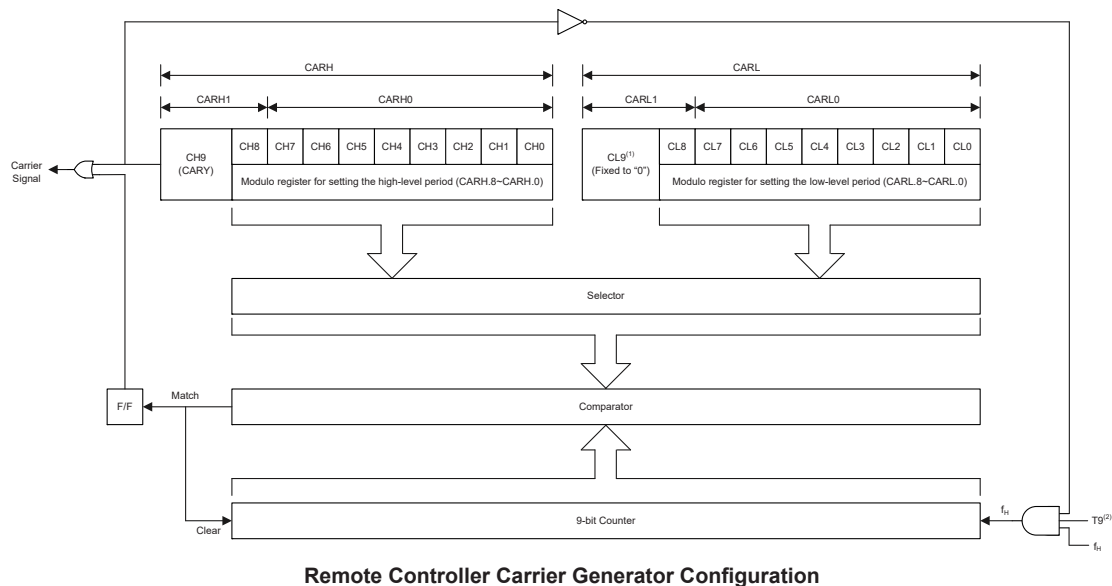 CARH
CARL
CARH1
CARH0
CARL1
CARL0
CH9
(CARY)
CH8
CH7
CH6
CH5
CH4
CH3
CH2
CH1
CH0
CL9(1)
(Fixed to “0”)
CL8
CL7
CL6
CL5
CL4
CL3
CL2
CL1
CL0
Carrier
Signal
Modulo register for setting the high-level period (CARH.8~CARH.0)
Modulo register for setting the low-level period (CARL.8~CARL.0)
Selector
F/F
Match
Comparator
Clear
9-bit Counter
fH
T9(2)
fH
Remote Controller Carrier Generator Configuration